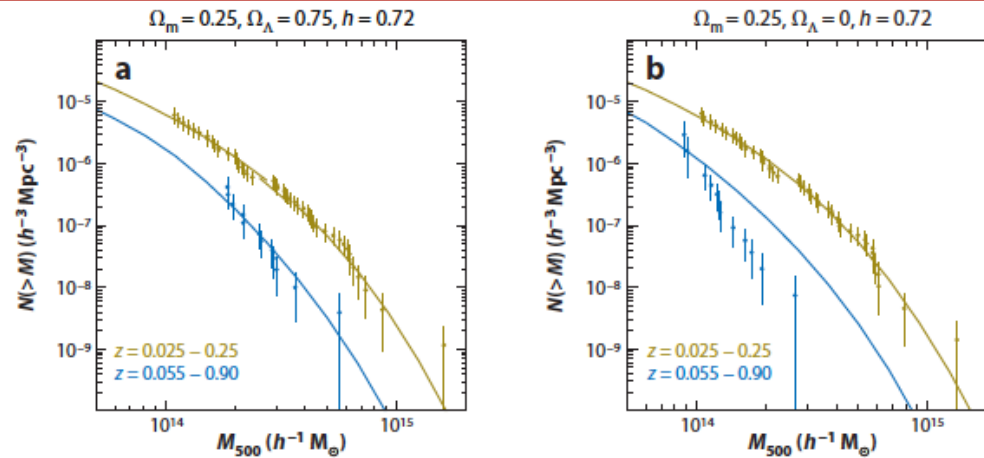 Ωₘ = 0.25, Ω_Λ = 0.75, h = 0.72
a
10⁻⁵
10⁻⁶
10⁻⁷
10⁻⁸
10⁻⁹
N(>M) (h⁻³ Mpc⁻³)
z = 0.025 – 0.25
z = 0.055 – 0.90
10¹⁴
10¹⁵
M₅₀₀ (h⁻¹ M☉)
Ωₘ = 0.25, Ω_Λ = 0, h = 0.72
b
10⁻⁵
10⁻⁶
10⁻⁷
10⁻⁸
10⁻⁹
N(>M) (h⁻³ Mpc⁻³)
z = 0.025 – 0.25
z = 0.055 – 0.90
10¹⁴
10¹⁵
M₅₀₀ (h⁻¹ M☉)